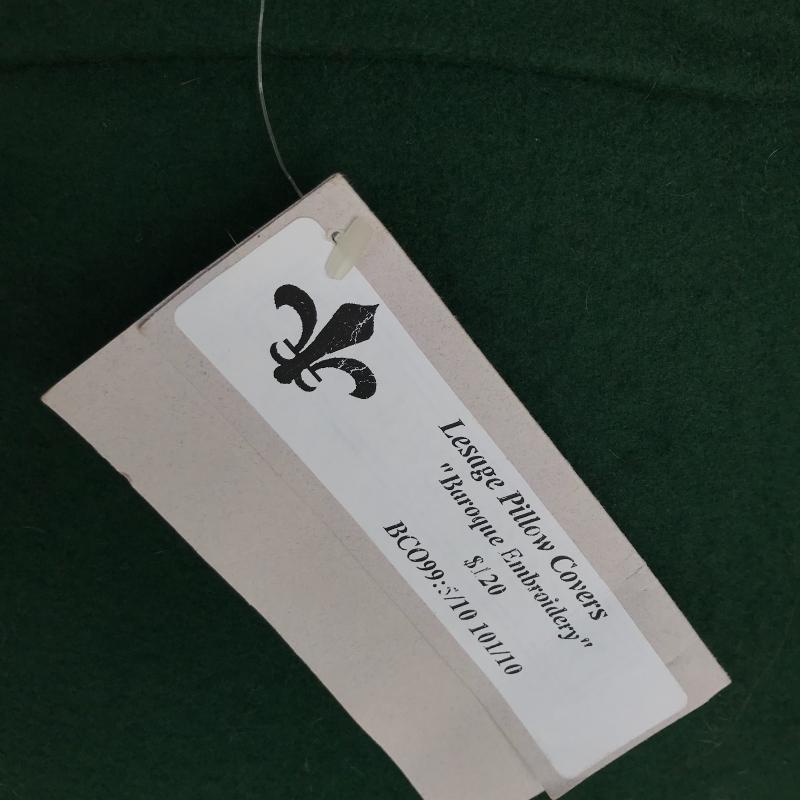 Lesage Pillow Covers
"Baroque Embroidery"
$120
BCO99:5/10 101/10